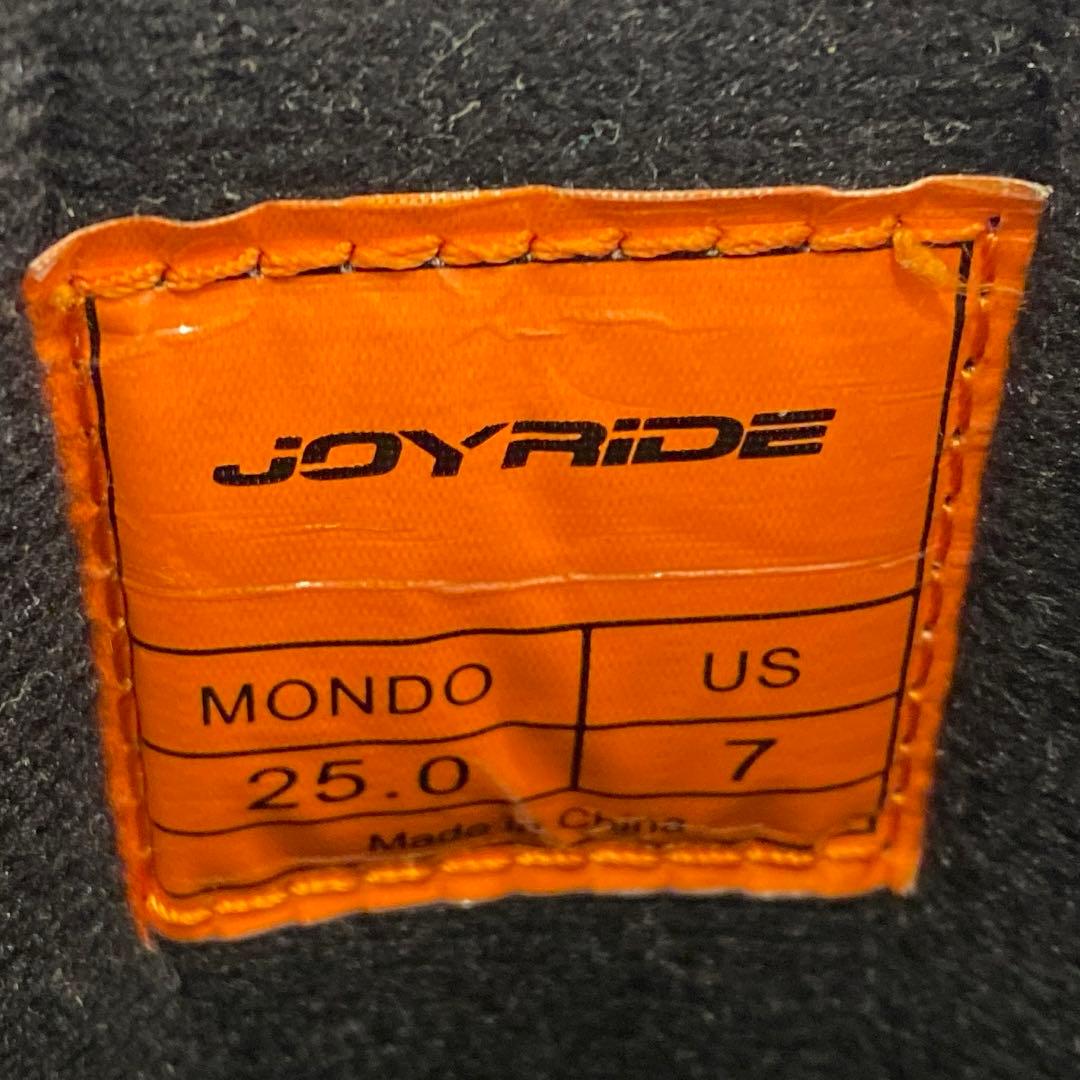 JOYRiDE
MONDO US
25.0 7
Made In China